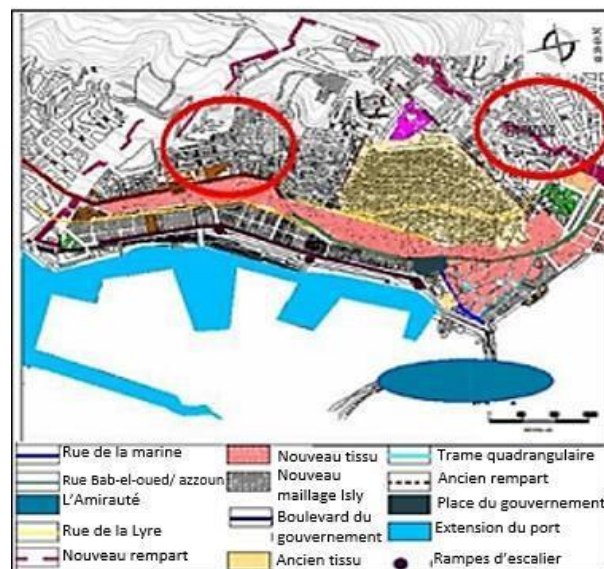 Rue de la marine
Rue Bab-el-oued/ azzoun
L'Amirauté
Rue de la Lyre
Nouveau rempart
Nouveau tissu
Nouveau
maillage Isly
Boulevard du
gouvernement
Ancien tissu
Trame quadrangulaire
Ancien rempart
Place du gouvernement
Extension du port
Rampes d'escalier